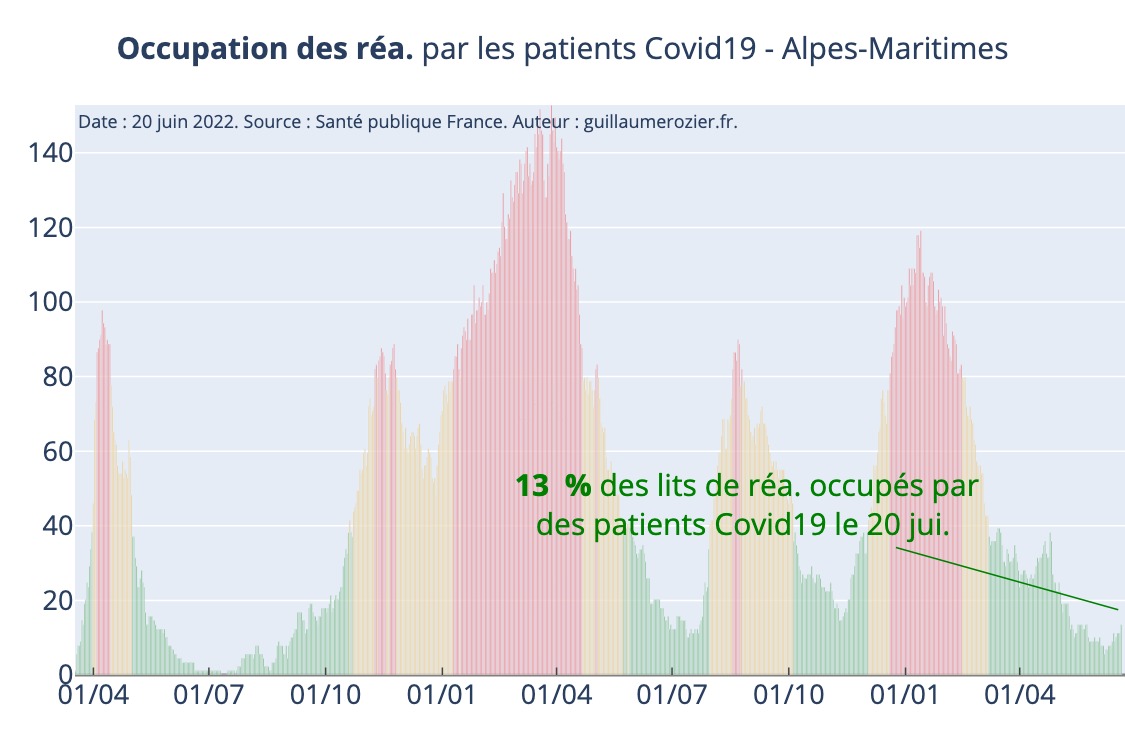 Occupation des réa. par les patients Covid19 - Alpes-Maritimes
Date : 20 juin 2022. Source : Santé publique France. Auteur : guillaumerozier.fr.
140
120
100
80
60
13 % des lits de réa. occupés par
des patients Covid19 le 20 jui.
40
20
0
01/04 01/07 01/10 01/01 01/04 01/07 01/10 01/01 01/04